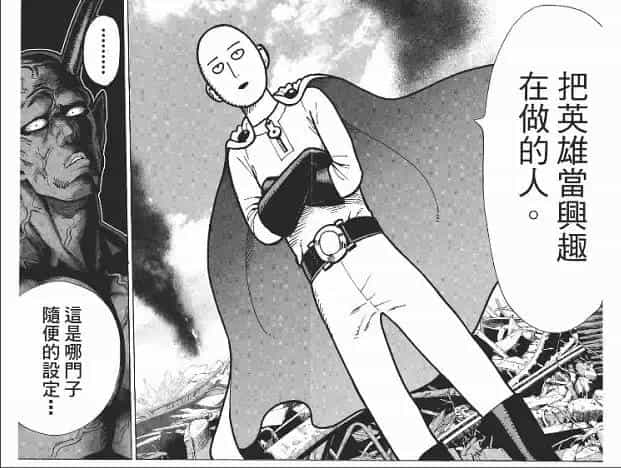 把英雄當興趣
在做的人。
………
這是哪門子
隨便的設定…